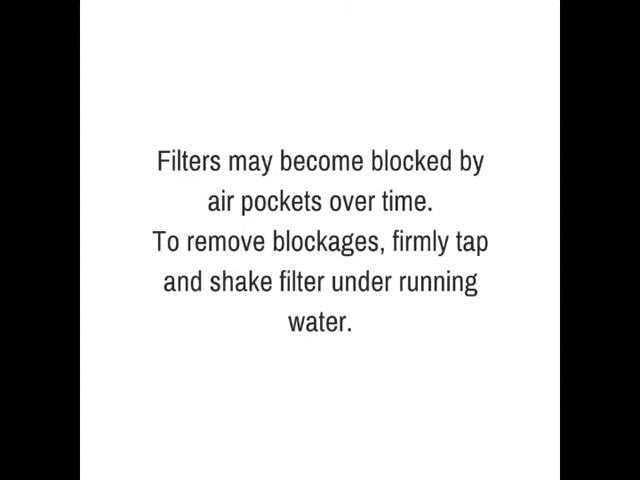 Filters may become blocked by
air pockets over time.
To remove blockages, firmly tap
and shake filter under running
water.